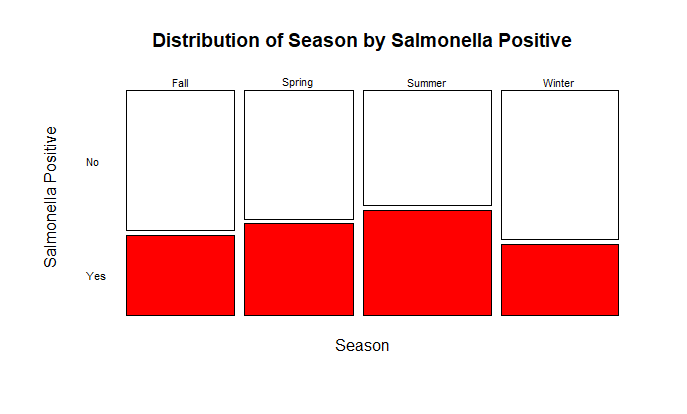 Distribution of Season by Salmonella Positive
Fall Spring Summer Winter
Salmonella Positive
No
Yes
Season